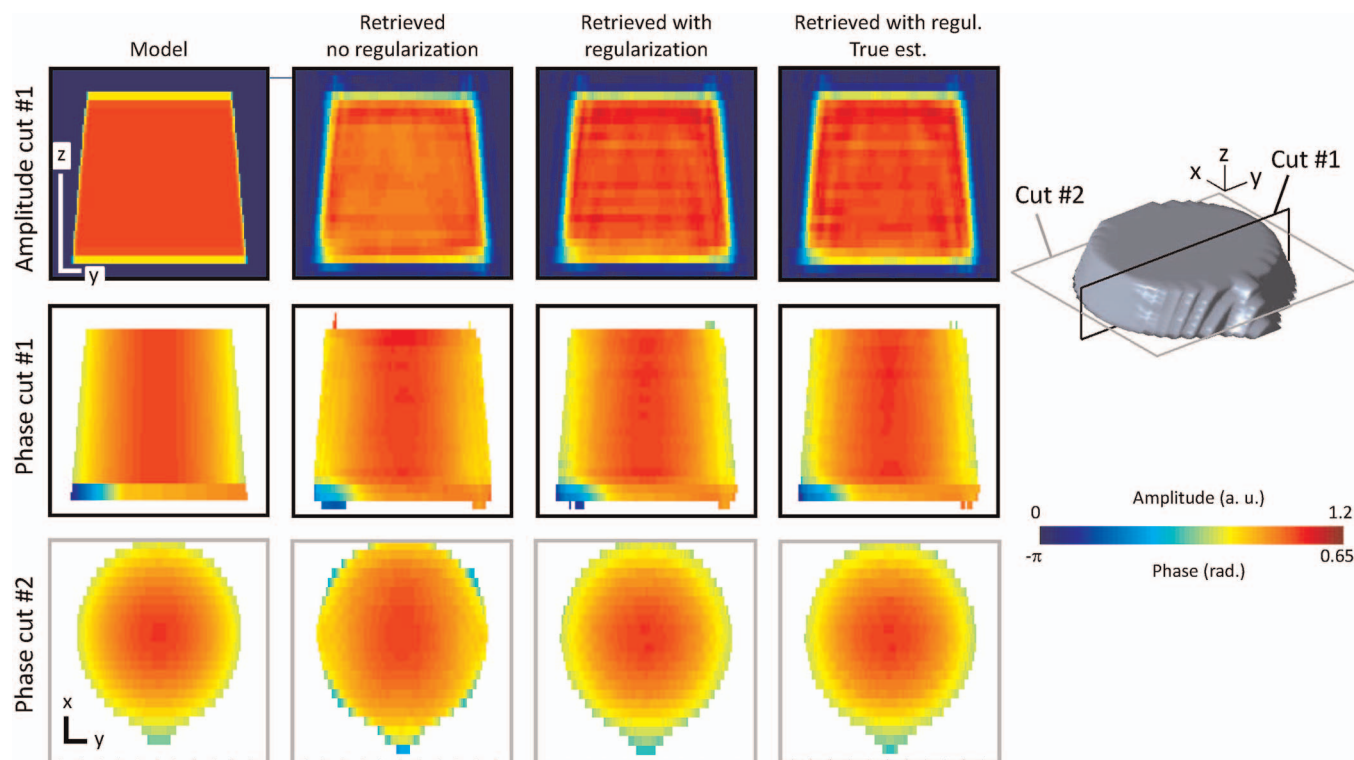 Model
Retrieved
no regularization
Retrieved with
regularization
Retrieved with regul.
True est.
Amplitude cut #1
z
y
Phase cut #1
Phase cut #2
x
y
Cut #2
x
z
y
Cut #1
Amplitude (a. u.)
0
1.2
-π
0.65
Phase (rad.)